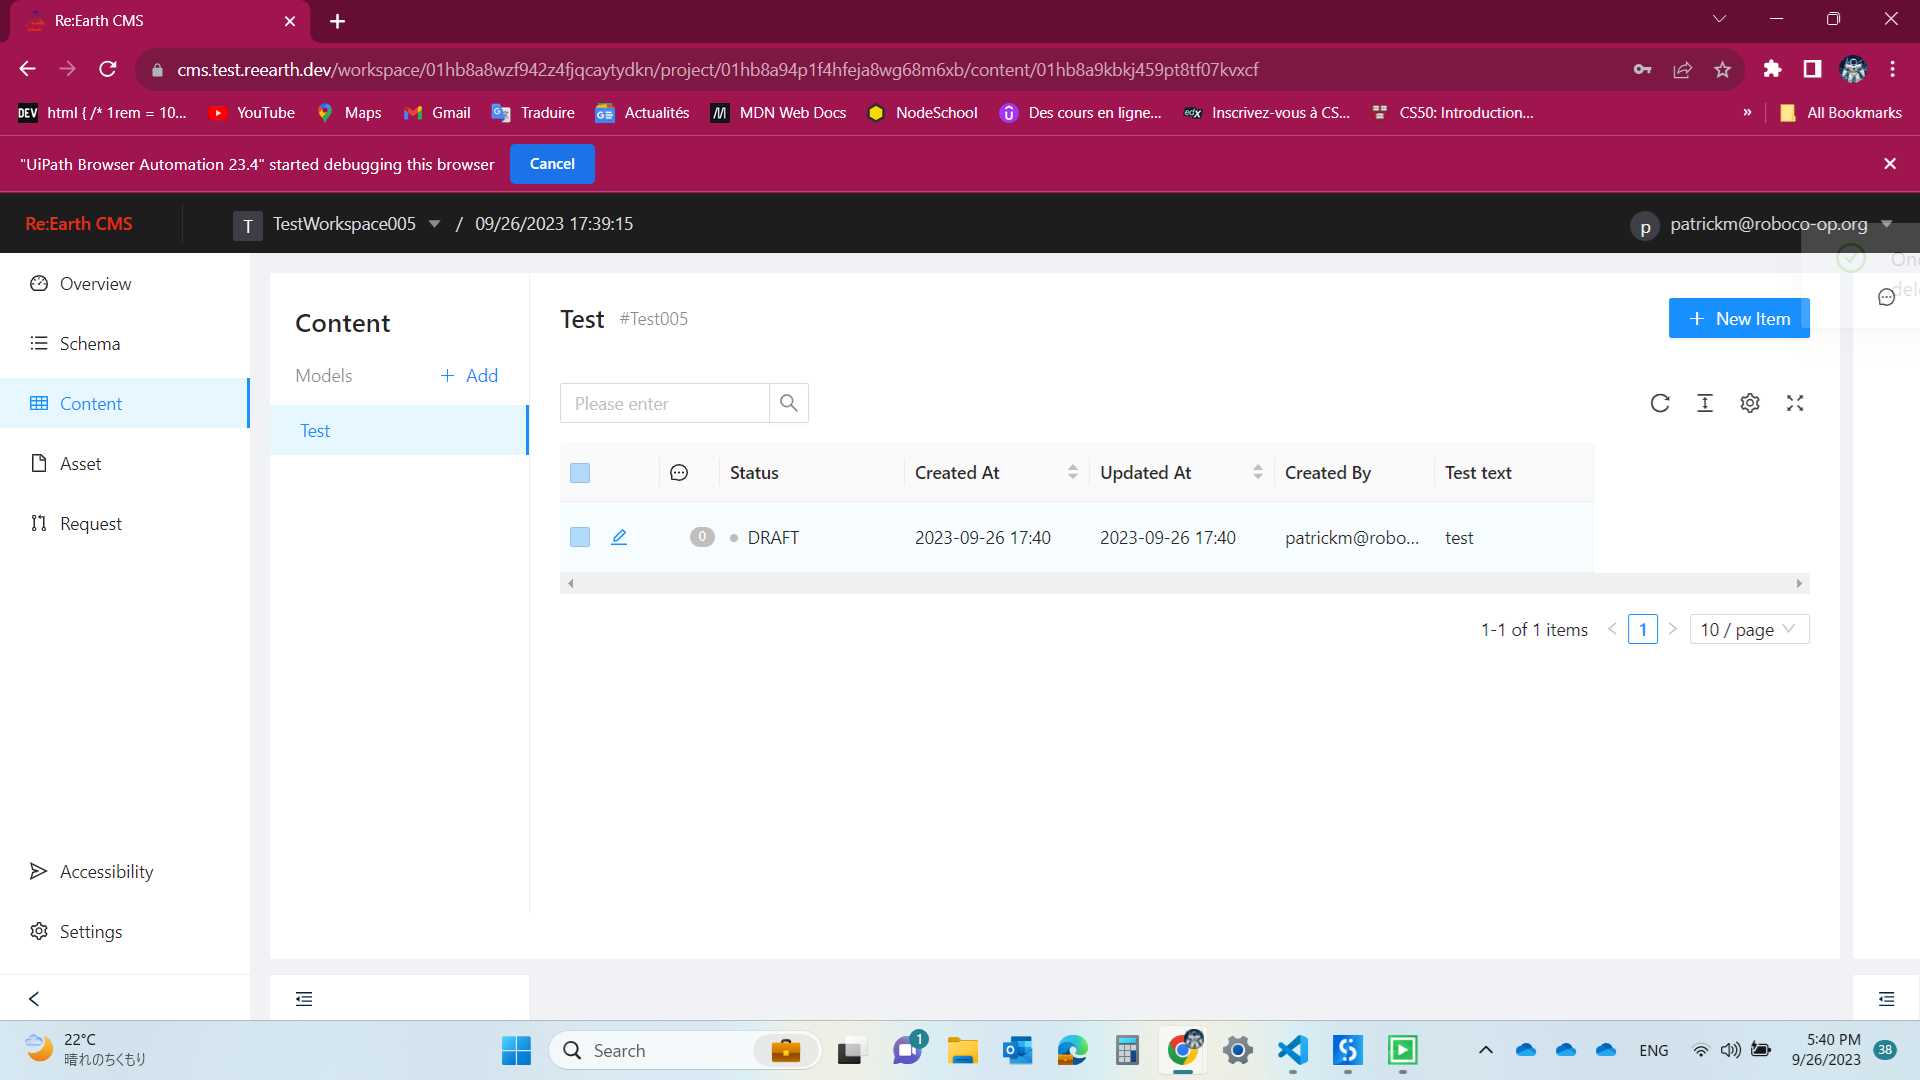 Re:Earth CMS
cms.test.reearth.dev/workspace/01hb8a8wzf942z4fjqcaytydkn/project/01hb8a94p1f4hfeja8wg68m6xb/content/01hb8a9kbkj459pt8tf07kvxcf
DEV html { /* 1rem = 10... YouTube Maps Gmail Traduire Actualités MDN Web Docs NodeSchool Des cours en ligne... edX Inscrivez-vous à CS... CS50: Introduction... » All Bookmarks
"UiPath Browser Automation 23.4" started debugging this browser Cancel
Re:Earth CMS T TestWorkspace005 / 09/26/2023 17:39:15 p patrickm@roboco-op.org
Overview
Schema
Content
Asset
Request
Accessibility
Settings
Content
Models + Add
Test
Test #Test005
+ New Item
Please enter
Status Created At Updated At Created By Test text
0 DRAFT 2023-09-26 17:40 2023-09-26 17:40 patrickm@robo... test
1-1 of 1 items < 1 > 10 / page
22°C
晴れのちくもり
Search
1
ENG
5:40 PM
9/26/2023
38